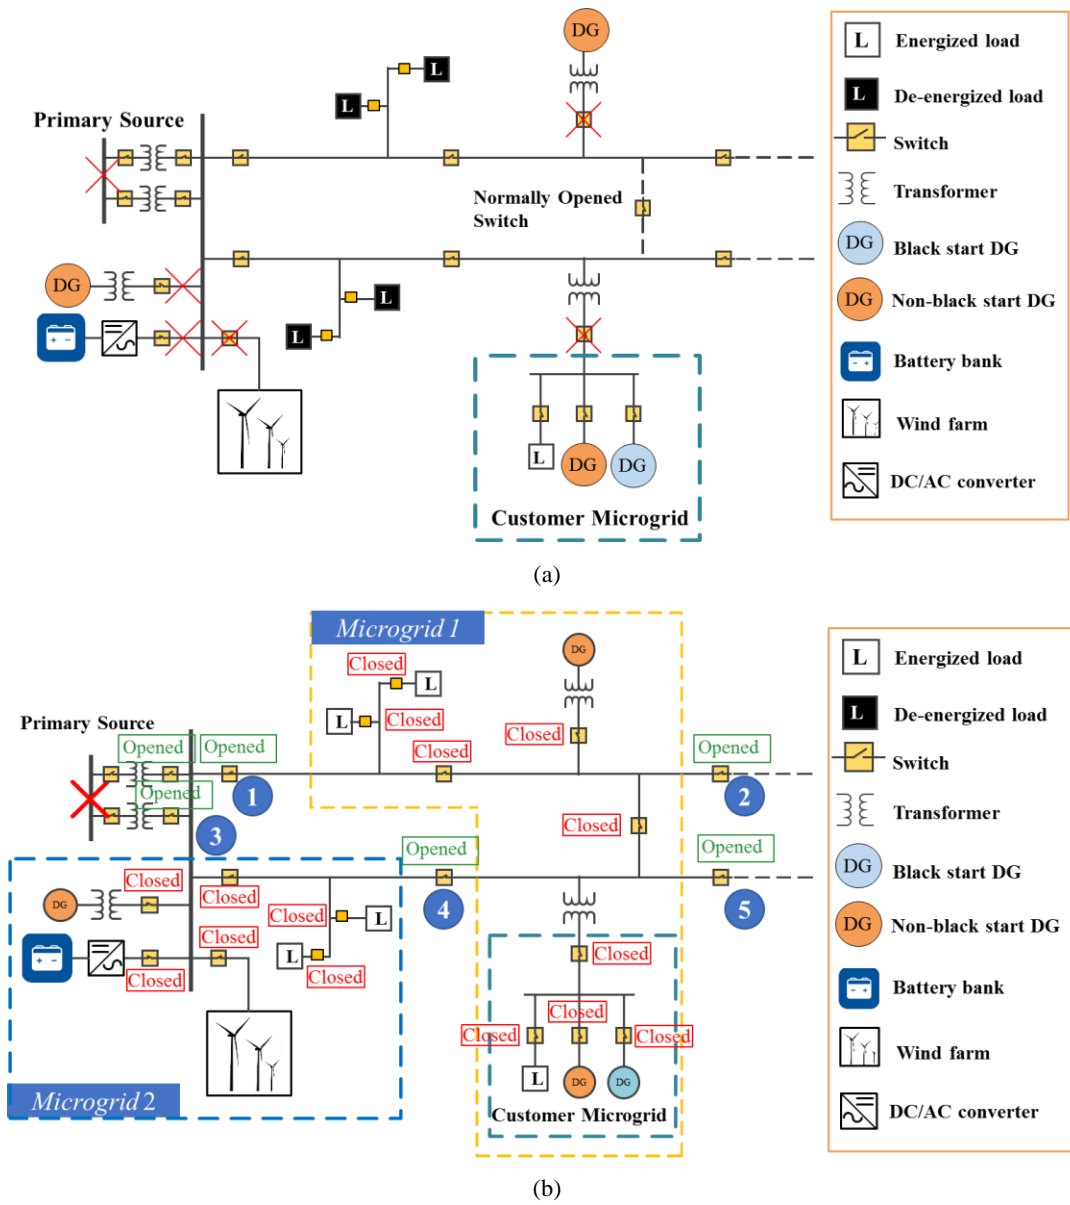 DG
L
L
Primary Source
Normally Opened
Switch
DG
L
L
L
DG
DG
Customer Microgrid
L
Energized load
L
De-energized load
Switch
Transformer
DG
Black start DG
DG
Non-black start DG
Battery bank
Wind farm
DC/AC converter
(a)
Microgrid 1
DG
Closed
L
L
Closed
Closed
Closed
Primary Source
Opened
Opened
Opened
Opened
1
2
3
Closed
Opened
Opened
4
5
Closed
Closed
DG
Closed
L
Closed
L
Closed
Closed
Closed
Closed
Closed
Closed
L
DG
DG
Customer Microgrid
Microgrid 2
L
Energized load
L
De-energized load
Switch
Transformer
DG
Black start DG
DG
Non-black start DG
Battery bank
Wind farm
DC/AC converter
(b)